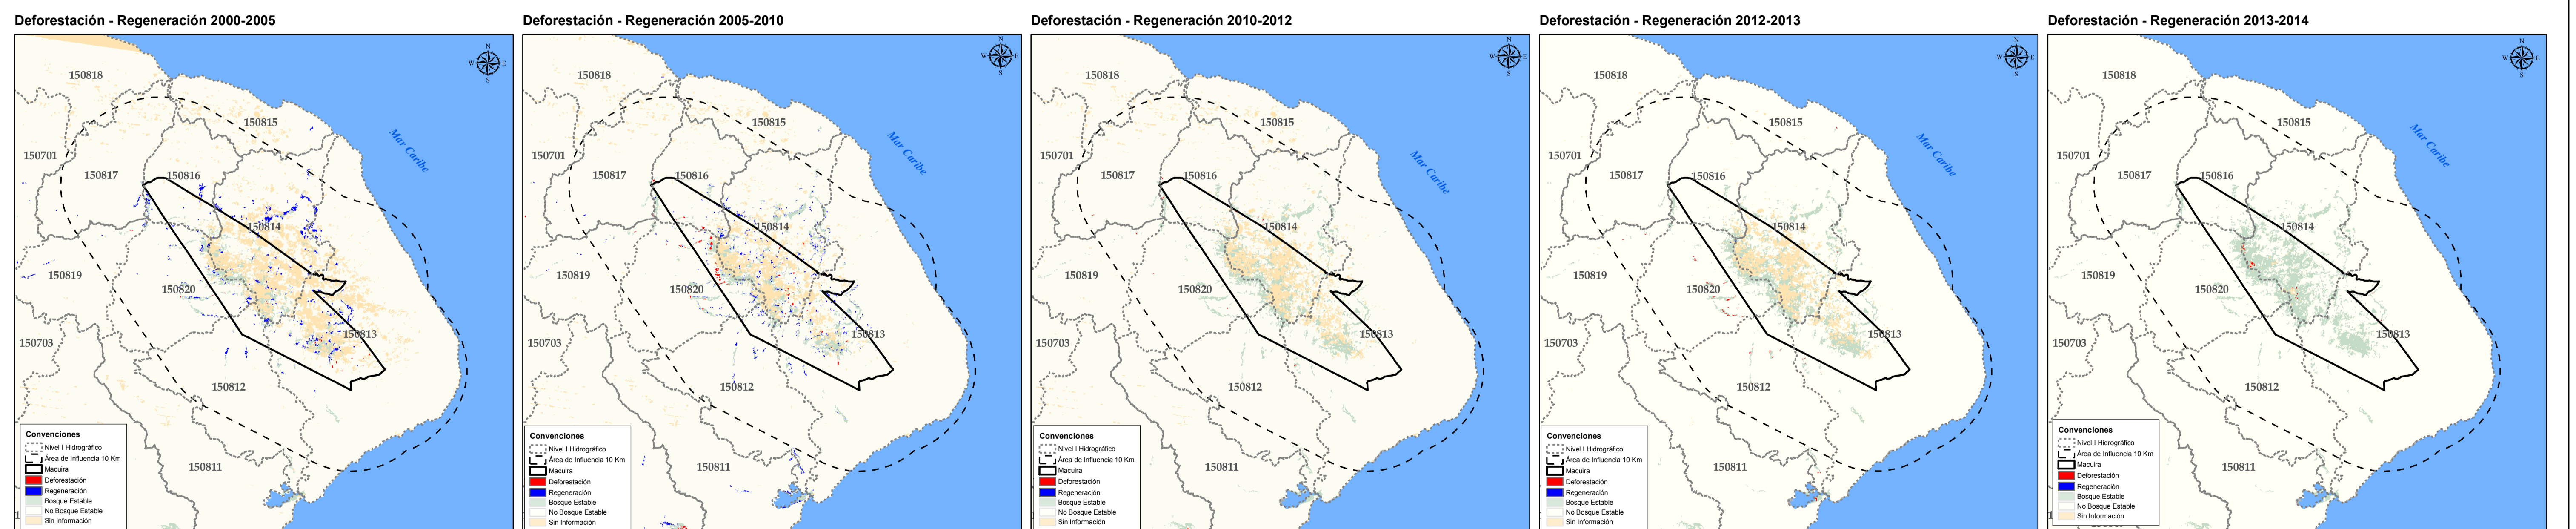 Deforestación - Regeneración 2000-2005
N
W
E
S
150818
150815
Mar Caribe
150701
150817
150816
150814
150819
150820
150813
150703
150812
150811
Convenciones
Nivel I Hidrográfico
Área de Influencia 10 Km
Macuira
Deforestación
Regeneración
Bosque Estable
No Bosque Estable
Sin Información
Deforestación - Regeneración 2005-2010
N
W
E
S
150818
150815
Mar Caribe
150701
150817
150816
150814
150819
150820
150813
150703
150812
150811
Convenciones
Nivel I Hidrográfico
Área de Influencia 10 Km
Macuira
Deforestación
Regeneración
Bosque Estable
No Bosque Estable
Sin Información
Deforestación - Regeneración 2010-2012
N
W
E
S
150818
150815
Mar Caribe
150701
150817
150816
150814
150819
150820
150813
150703
150812
150811
Convenciones
Nivel I Hidrográfico
Área de Influencia 10 Km
Macuira
Deforestación
Regeneración
Bosque Estable
No Bosque Estable
Sin Información
Deforestación - Regeneración 2012-2013
N
W
E
S
150818
150815
Mar Caribe
150701
150817
150816
150814
150819
150820
150813
150703
150812
150811
Convenciones
Nivel I Hidrográfico
Área de Influencia 10 Km
Macuira
Deforestación
Regeneración
Bosque Estable
No Bosque Estable
Sin Información
Deforestación - Regeneración 2013-2014
N
W
E
S
150818
150815
Mar Caribe
150701
150817
150816
150814
150819
150820
150813
150703
150812
150811
Convenciones
Nivel I Hidrográfico
Área de Influencia 10 Km
Macuira
Deforestación
Regeneración
Bosque Estable
No Bosque Estable
Sin Información